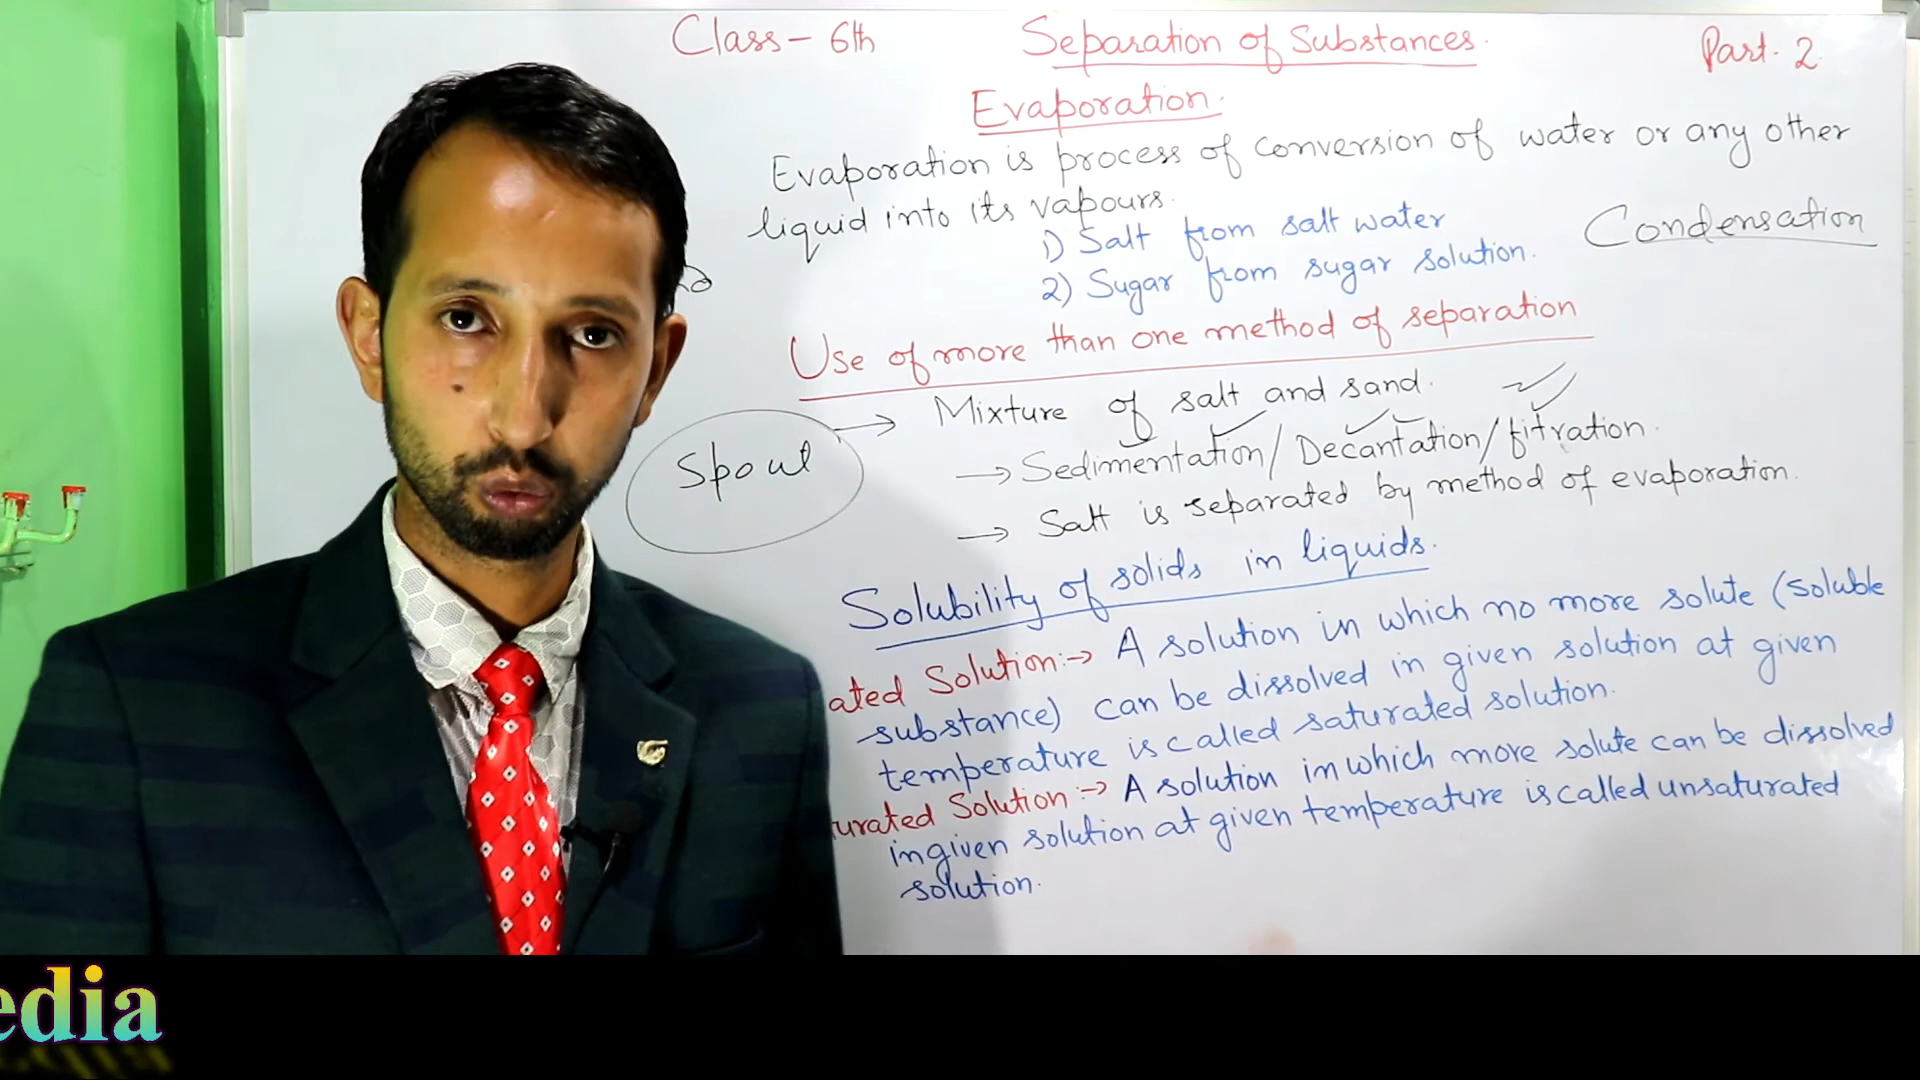 Class - 6th Separation of Substances. Part. 2
Evaporation.
Evaporation is process of conversion of water or any other
liquid into its vapours.
1) Salt from salt water
Condensation
2) Sugar from sugar solution.
Use of more than one method of separation
→ Mixture of salt and sand.
Spout
→ Sedimentation/Decantation/fitration.
→ Salt is separated by method of evaporation.
Solubility of solids in liquids.
ated Solution:→ A solution in which no more solute (soluble
substance) can be dissolved in given solution at given
temperature is called saturated solution.
urated Solution:→ A solution in which more solute can be dissolved
in given solution at given temperature is called unsaturated
solution.
edia